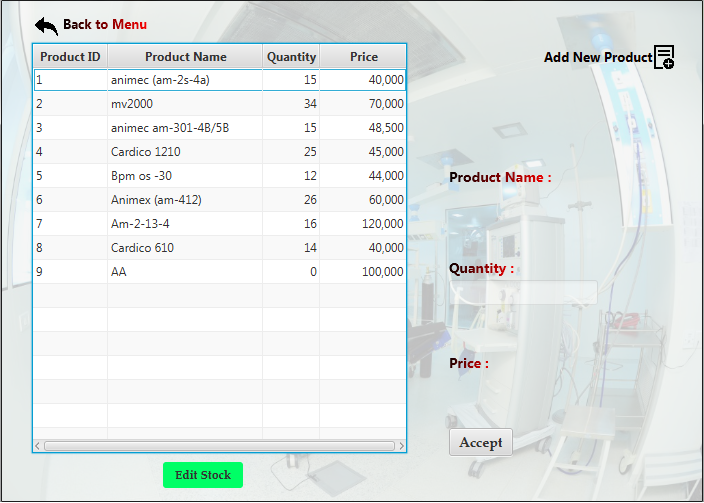 Back to Menu
Add New Product
Product ID Product Name Quantity Price
1 animec (am-2s-4a) 15 40,000
2 mv2000 34 70,000
3 animec am-301-4B/5B 15 48,500
4 Cardico 1210 25 45,000
5 Bpm os -30 12 44,000
6 Animex (am-412) 26 60,000
7 Am-2-13-4 16 120,000
8 Cardico 610 14 40,000
9 AA 0 100,000
Product Name :
Quantity :
Price :
Accept
Edit Stock